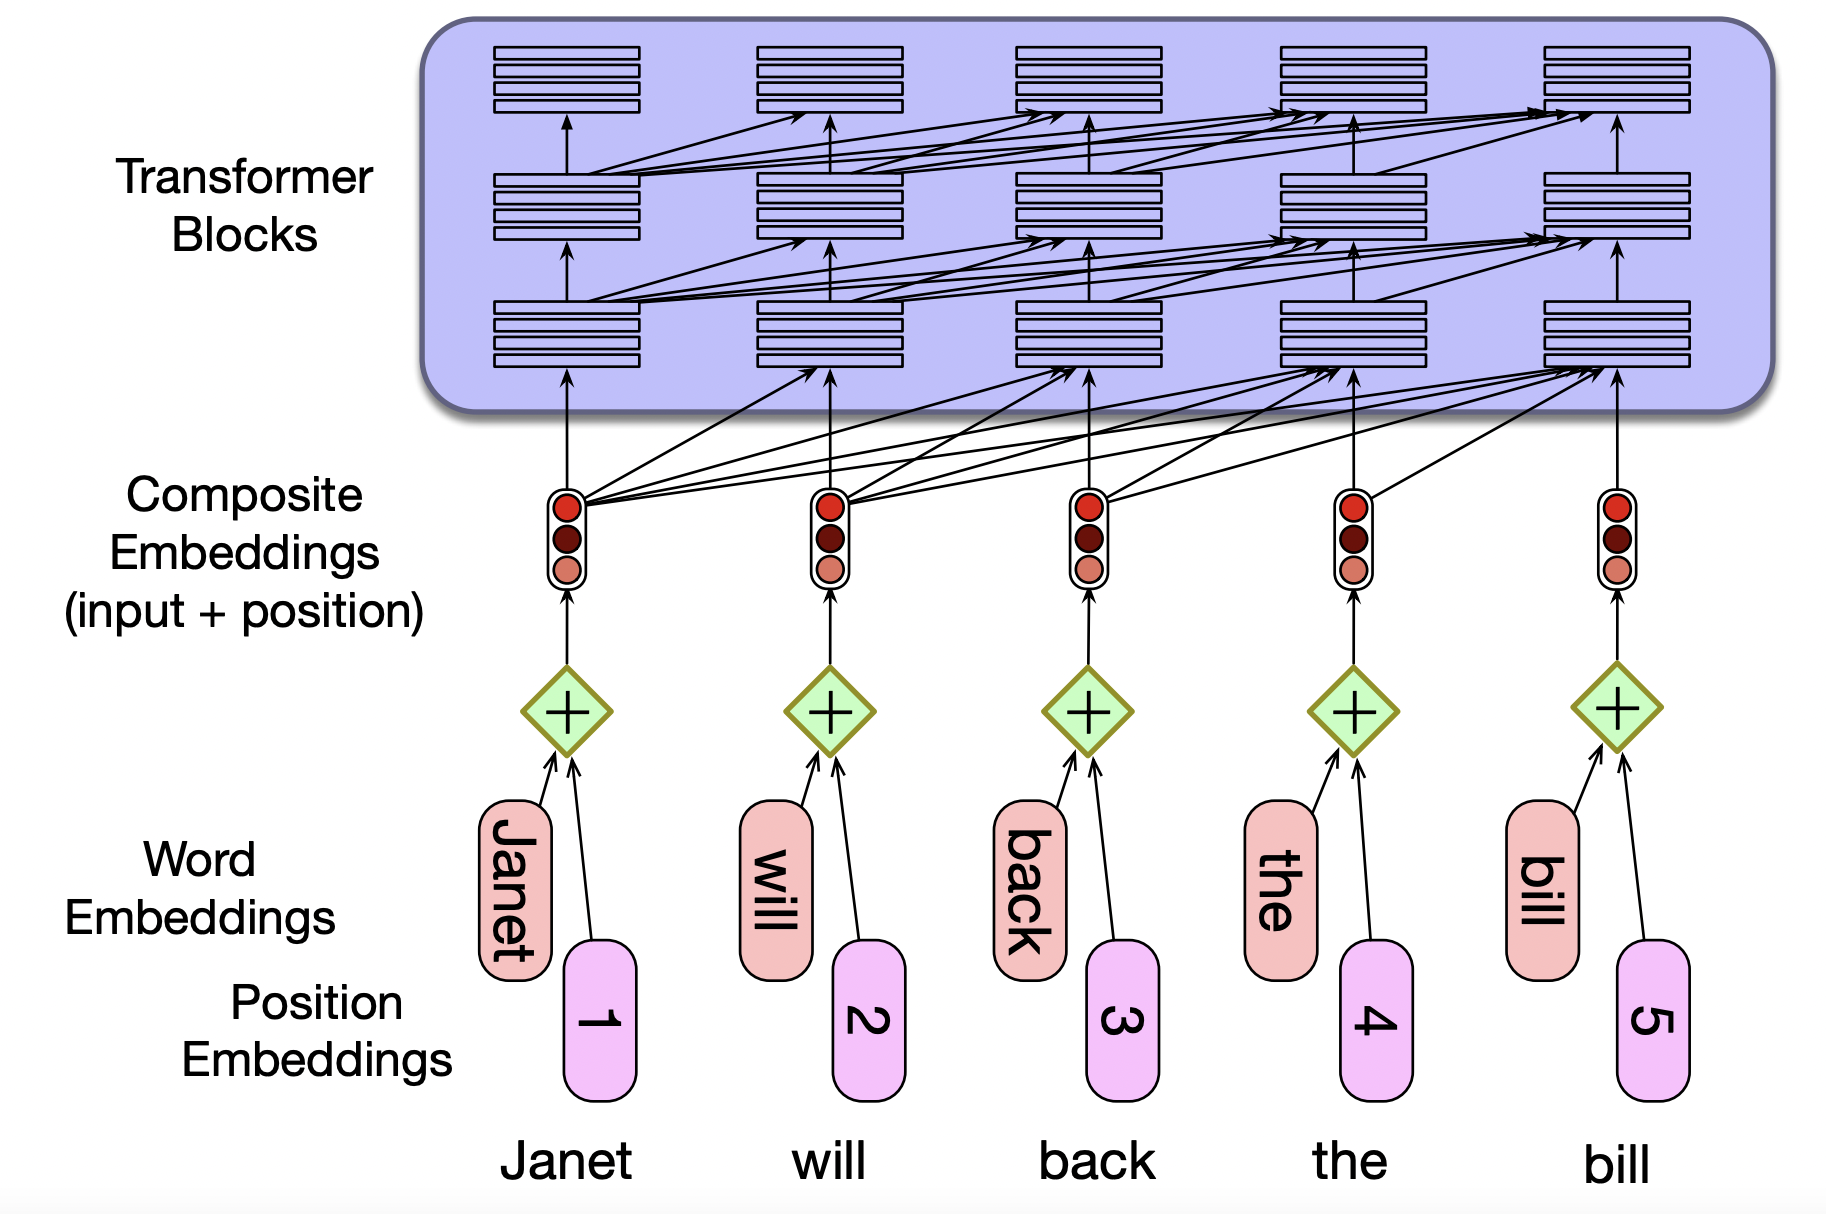 Transformer
Blocks
Composite
Embeddings
(input + position)
+ + + + +
Word
Embeddings
Janet will back the bill
Position
Embeddings
1 2 3 4 5
Janet will back the bill